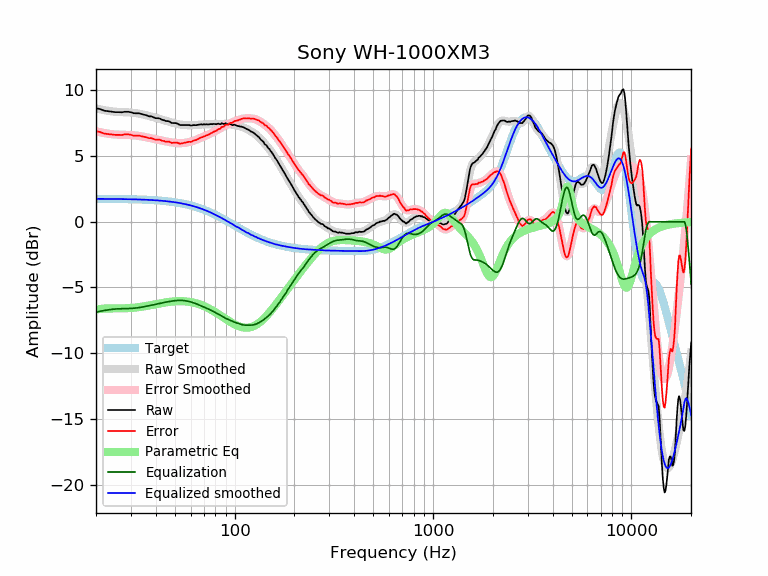 Sony WH-1000XM3
Amplitude (dBr)
10
5
0
−5
−10
−15
−20
Target
Raw Smoothed
Error Smoothed
Raw
Error
Parametric Eq
Equalization
Equalized smoothed
100
1000
10000
Frequency (Hz)